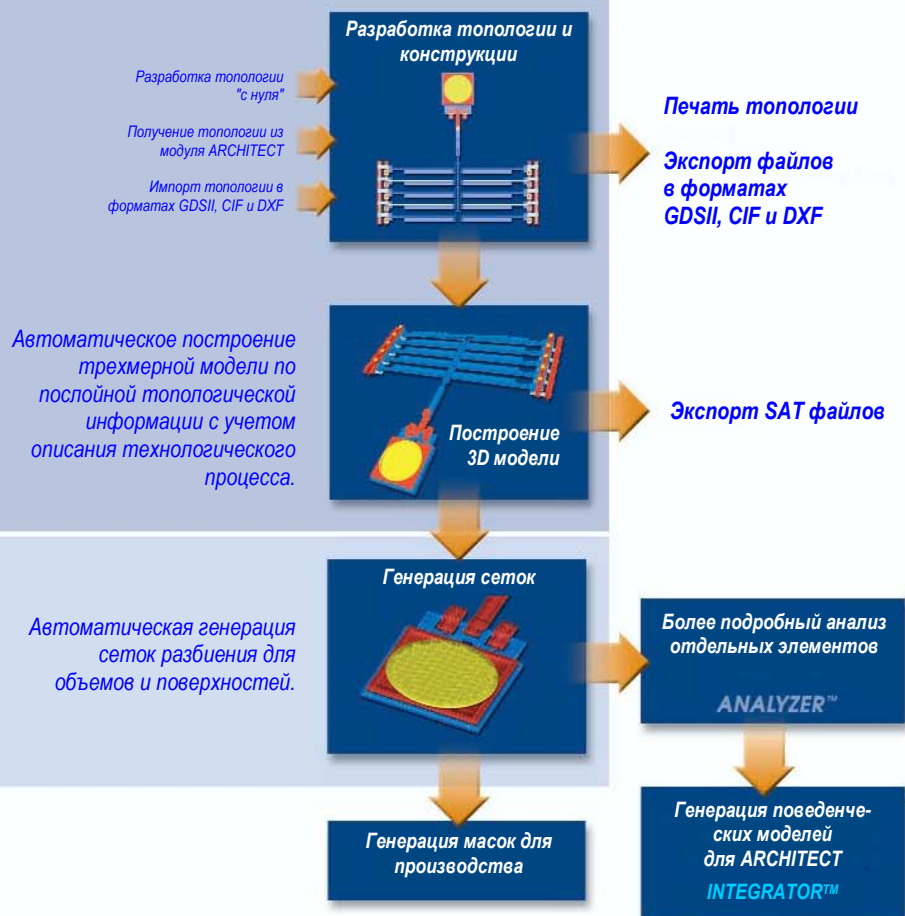 Разработка топологии и
конструкции
Разработка топологии
"с нуля"
Получение топологии из
модуля ARCHITECT
Импорт топологии в
форматах GDSII, CIF и DXF
Печать топологии
Экспорт файлов
в форматах
GDSII, CIF и DXF
Автоматическое построение
трехмерной модели по
послойной топологической
информации с учетом
описания технологического
процесса.
Построение
3D модели
Экспорт SAT файлов
Генерация сеток
Автоматическая генерация
сеток разбиения для
объемов и поверхностей.
Более подробный анализ
отдельных элементов
ANALYZER™
Генерация масок для
производства
Генерация поведенче-
ских моделей
для ARCHITECT
INTEGRATOR™